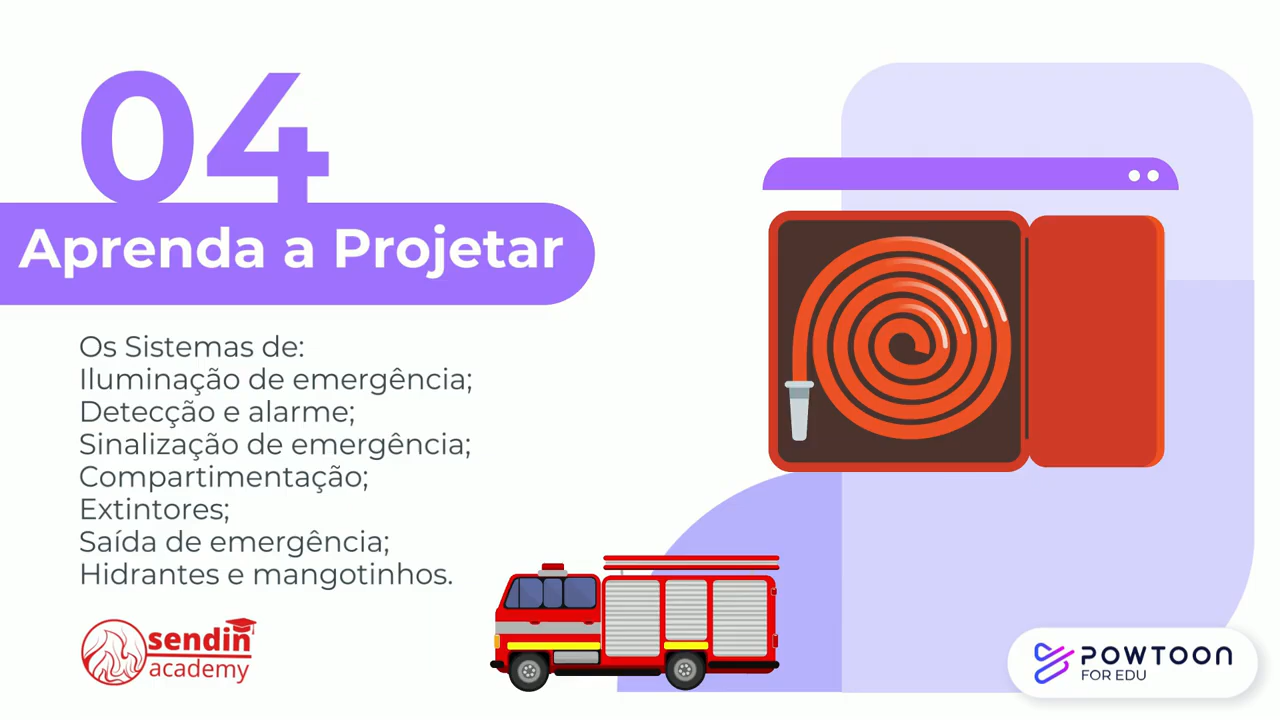 04
Aprenda a Projetar
Os Sistemas de:
Iluminação de emergência;
Detecção e alarme;
Sinalização de emergência;
Compartimentação;
Extintores;
Saída de emergência;
Hidrantes e mangotinhos.
sendin
academy
POWTOON
FOR EDU